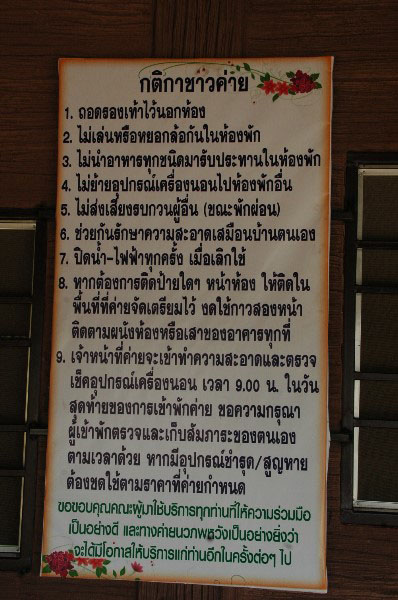 กติกาชาวค่าย
1. ถอดรองเท้าไว้นอกห้อง
2. ไม่เล่นหรือหยอกล้อกันในห้องพัก
3. ไม่นำอาหารทุกชนิดมารับประทานในห้องพัก
4. ไม่ย้ายอุปกรณ์เครื่องนอนไปห้องพักอื่น
5. ไม่ส่งเสียงรบกวนผู้อื่น (ขณะพักผ่อน)
6. ช่วยกันรักษาความสะอาดเสมือนบ้านตนเอง
7. ปิดน้ำ-ไฟฟ้าทุกครั้ง เมื่อเลิกใช้
8. หากต้องการติดป้ายใดๆ หน้าห้อง ให้ติดใน
พื้นที่ที่ค่ายจัดเตรียมไว้ งดใช้กาวสองหน้า
ติดตามผนังห้องหรือเสาของอาคารทุกที่
9. เจ้าหน้าที่ค่ายจะเข้าทำความสะอาดและตรวจ
เช็คอุปกรณ์เครื่องนอน เวลา 9.00 น. ในวัน
สุดท้ายของการเข้าพักค่าย ขอความกรุณา
ผู้เข้าพักตรวจและเก็บสัมภาระของตนเอง
ตามเวลาด้วย หากมีอุปกรณ์ชำรุด/สูญหาย
ต้องชดใช้ตามราคาที่ค่ายกำหนด
ขอขอบคุณคณะผู้มาใช้บริการทุกท่านที่ให้ความร่วมมือ
เป็นอย่างดี และทางค่ายนวภพหวังเป็นอย่างยิ่งว่า
จะได้มีโอกาสให้บริการแก่ท่านอีกในครั้งต่อๆ ไป